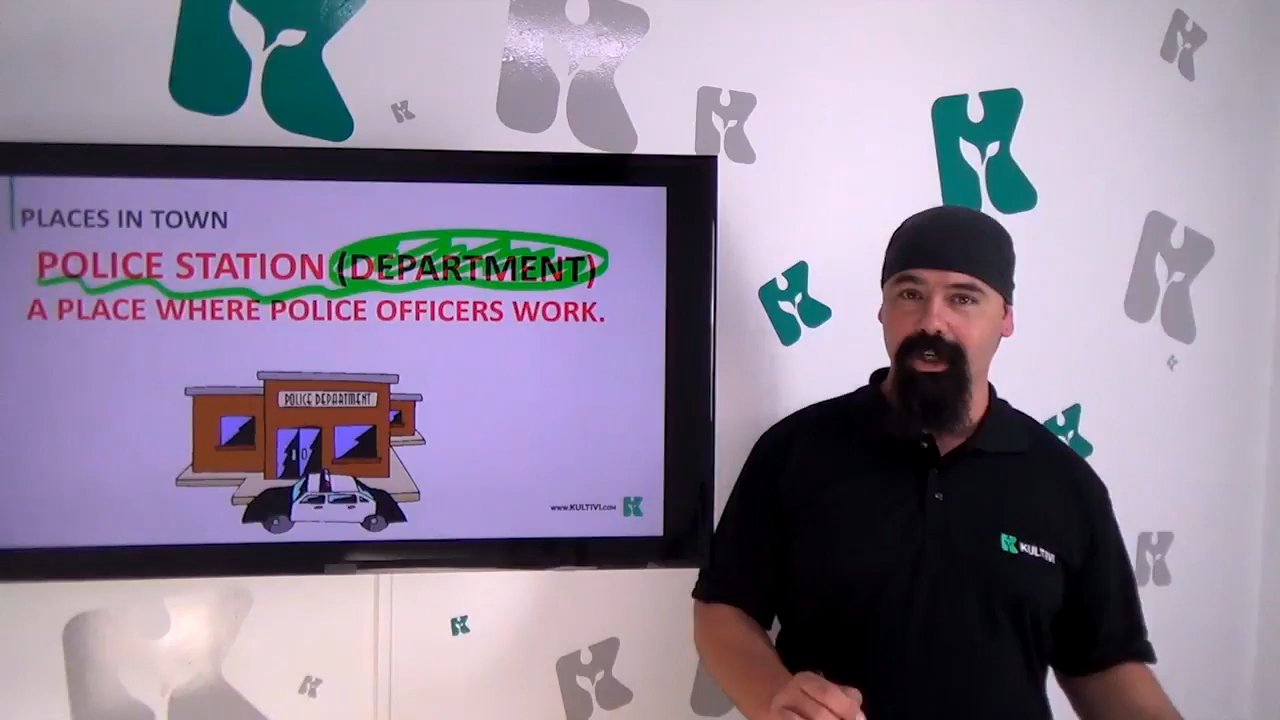 PLACES IN TOWN
POLICE STATION (DEPARTMENT)
A PLACE WHERE POLICE OFFICERS WORK.
POLICE DEPARTMENT
WWW.KULTIVI.COM
KULTIVI